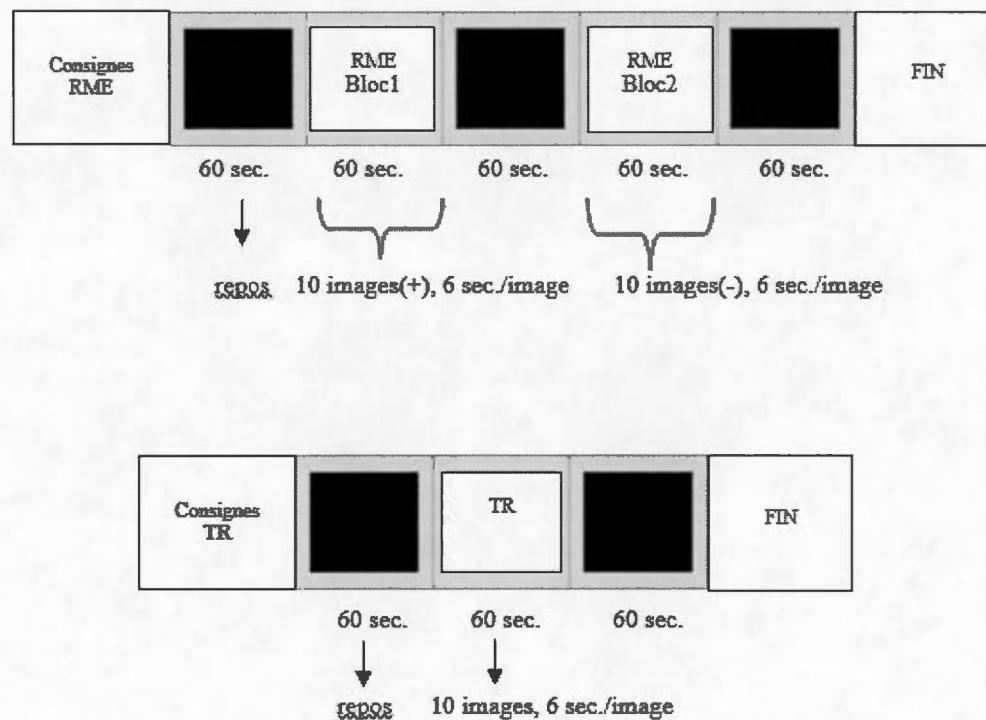 Consignes
RME
RME
Bloc1
RME
Bloc2
FIN
60 sec.
60 sec.
60 sec.
60 sec.
60 sec.
repos
10 images(+), 6 sec./image
10 images(-), 6 sec./image
Consignes
TR
TR
FIN
60 sec.
60 sec.
60 sec.
repos
10 images, 6 sec./image